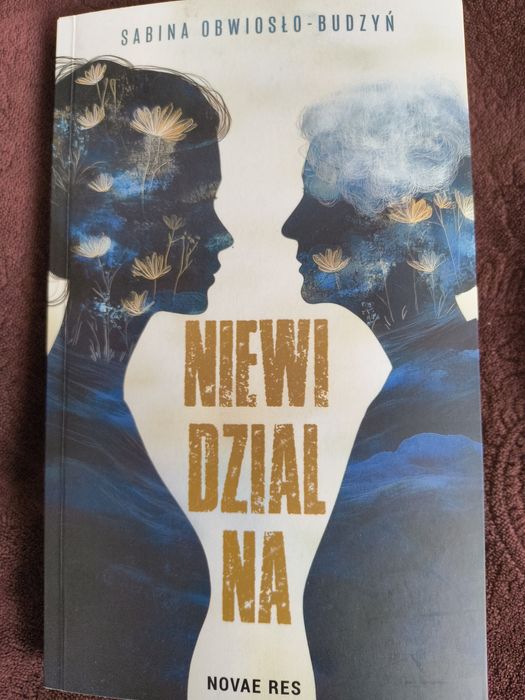 SABINA OBWIOSŁO-BUDZYŃ
NIEWI
DZIAL
NA
NOVAE RES